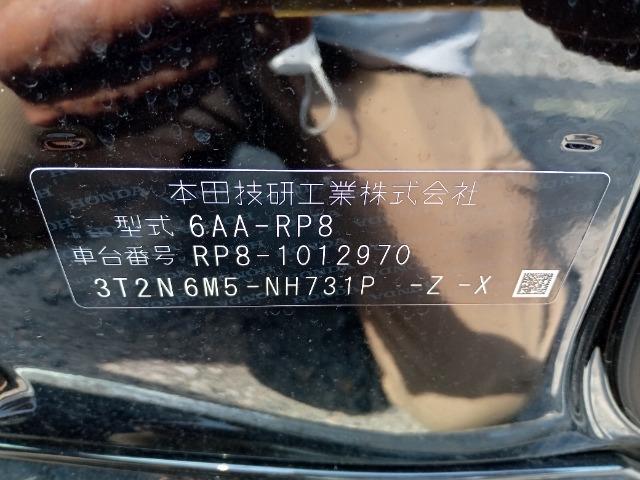 本田技研工業株式会社
型式 6AA-RP8
車台番号 RP8-1012970
3T2N6M5-NH731P -Z -X